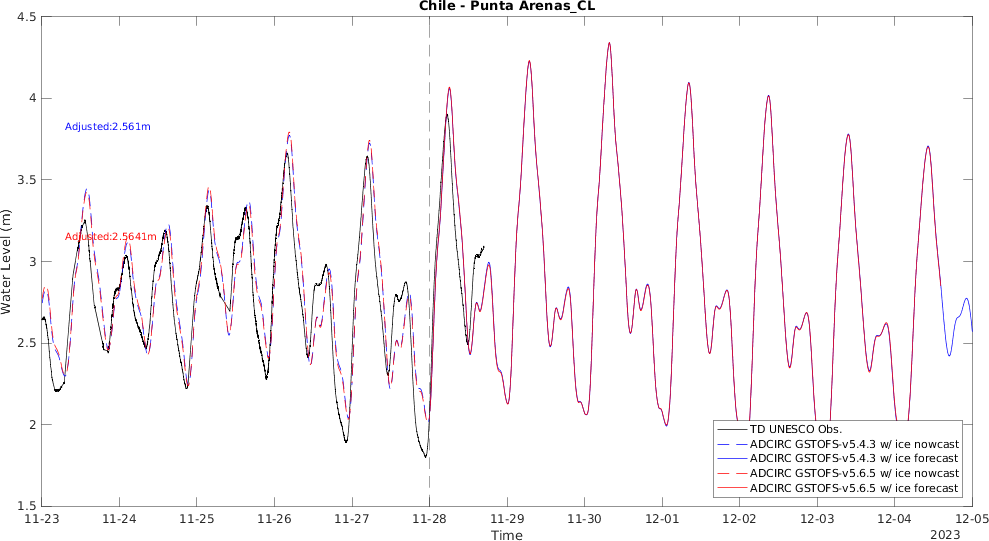 Chile - Punta Arenas_CL
4.5
4
3.5
3
2.5
2
1.5
Water Level (m)
Adjusted:2.561m
Adjusted:2.5641m
TD UNESCO Obs.
ADCIRC GSTOFS-v5.4.3 w/ ice nowcast
ADCIRC GSTOFS-v5.4.3 w/ ice forecast
ADCIRC GSTOFS-v5.6.5 w/ ice nowcast
ADCIRC GSTOFS-v5.6.5 w/ ice forecast
11-23 11-24 11-25 11-26 11-27 11-28 11-29 11-30 12-01 12-02 12-03 12-04 12-05
Time
2023